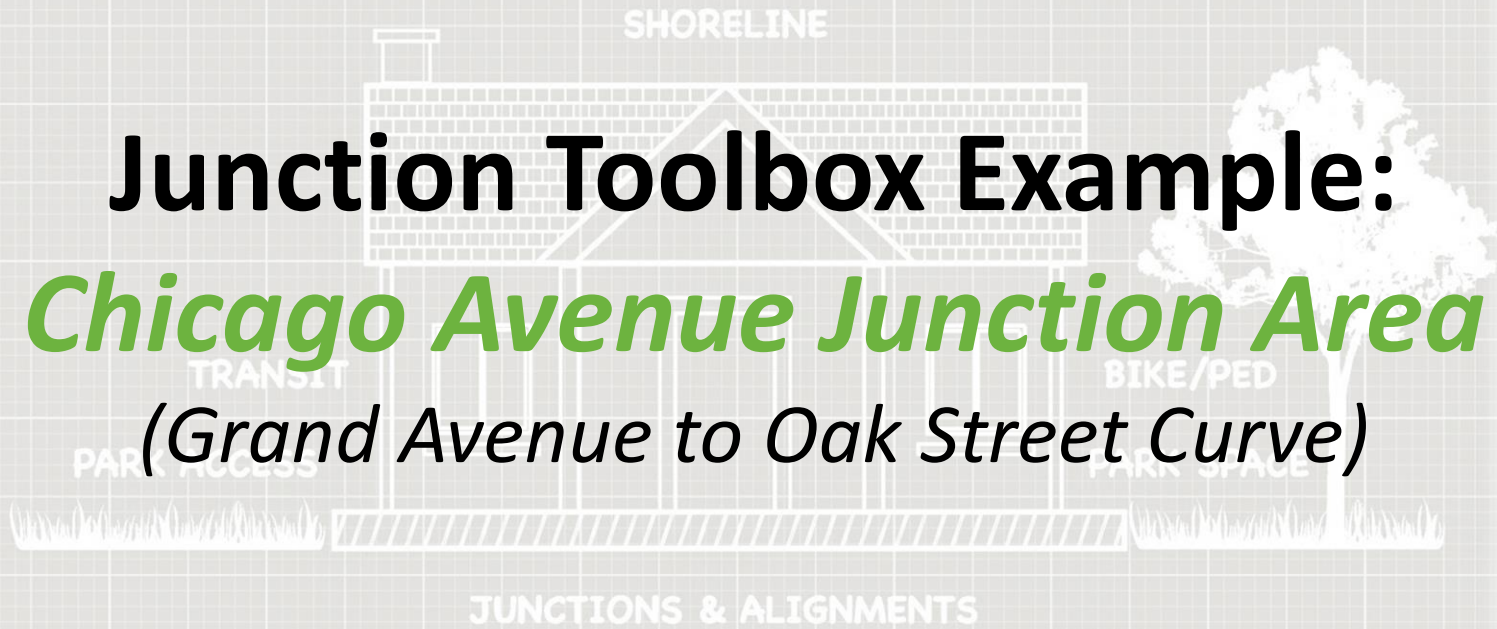 SHORELINE
Junction Toolbox Example:
Chicago Avenue Junction Area
TRANSIT
BIKE/PED
(Grand Avenue to Oak Street Curve)
PARK ACCESS
PARK SPACE
JUNCTIONS & ALIGNMENTS